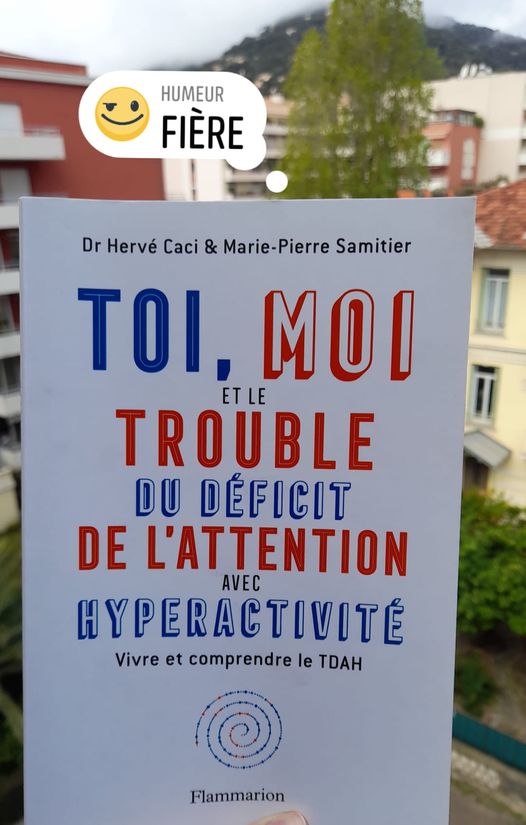 HUMEUR
FIÈRE
Dr Hervé Caci & Marie-Pierre Samitier
TOI, MOI
ET LE
TROUBLE
DU DÉFICIT
DE L'ATTENTION
AVEC
HYPERACTIVITÉ
Vivre et comprendre le TDAH
Flammarion